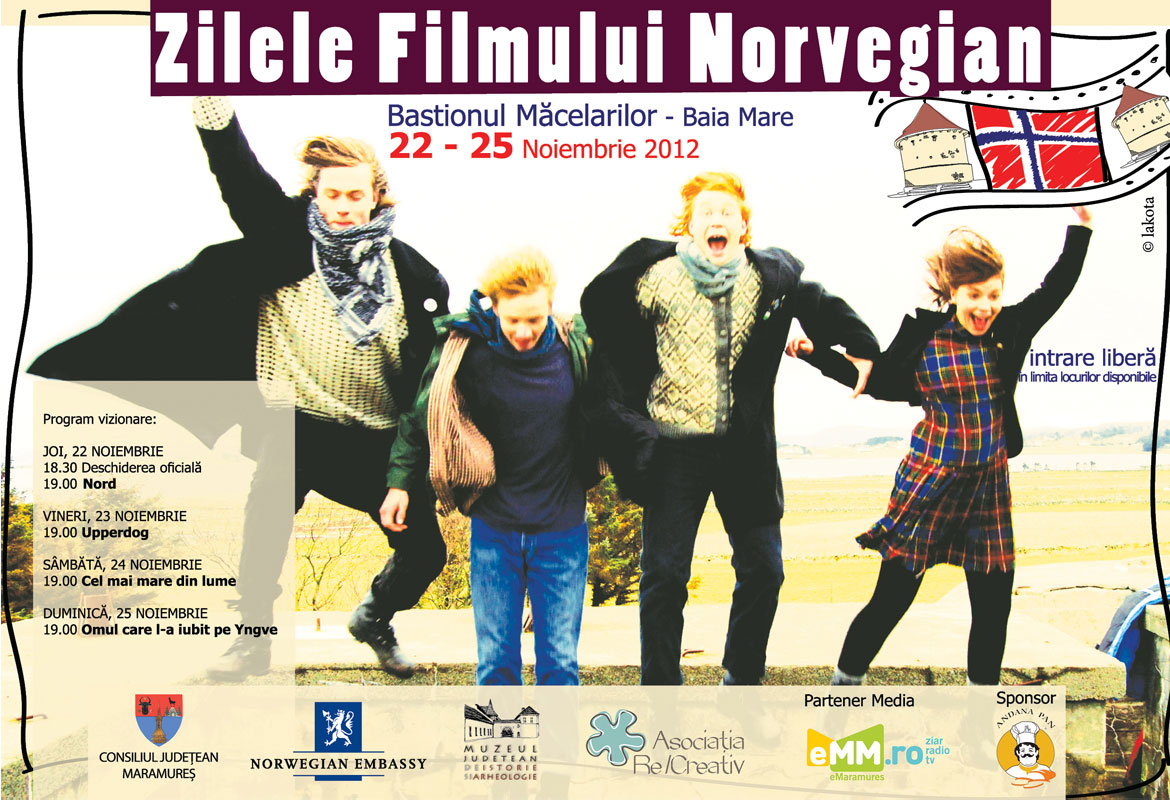 Zilele Filmului Norvegian
Bastionul Măcelarilor - Baia Mare
22 - 25 Noiembrie 2012
© lakota
intrare liberă
in limita locurilor disponibile
Program vizionare:
JOI, 22 NOIEMBRIE
18.30 Deschiderea oficială
19.00 Nord
VINERI, 23 NOIEMBRIE
19.00 Upperdog
SÂMBĂTĂ, 24 NOIEMBRIE
19.00 Cel mai mare din lume
DUMINICĂ, 25 NOIEMBRIE
19.00 Omul care l-a iubit pe Yngve
CONSILIUL JUDEȚEAN
MARAMUREȘ
NORWEGIAN EMBASSY
MUZEUL
JUDEȚEAN
DE ISTORIE
ȘI ARHEOLOGIE
Asociația
Re/Creativ
Partener Media
eMM.ro
ziar
radio
tv
eMaramures
Sponsor
ANDANA PAN